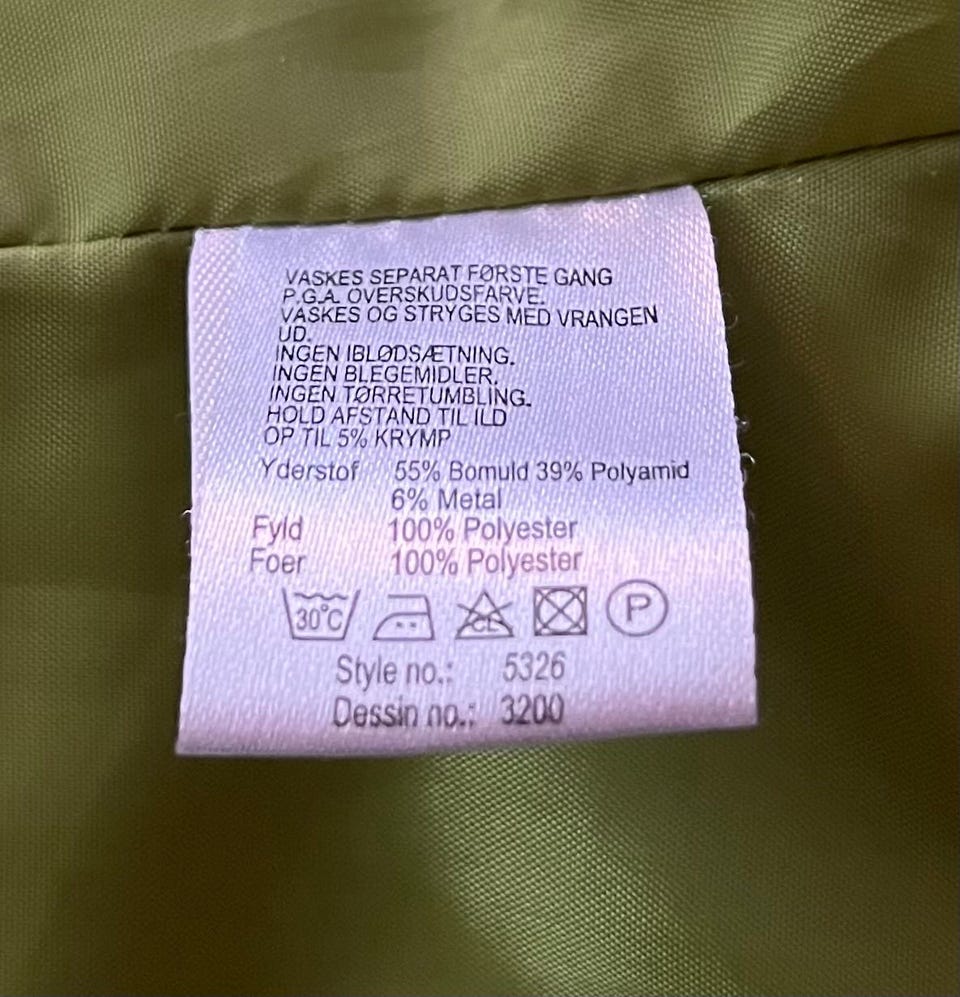 VASKES SEPARAT FØRSTE GANG
P.G.A. OVERSKUDSFARVE.
VASKES OG STRYGES MED VRANGEN
UD.
INGEN IBLØDSÆTNING.
INGEN BLEGEMIDLER.
INGEN TØRRETUMBLING.
HOLD AFSTAND TIL ILD
OP TIL 5% KRYMP
Yderstof 55% Bomuld 39% Polyamid
6% Metal
Fyld 100% Polyester
Foer 100% Polyester
30°C CL P
Style no.: 5326
Dessin no.: 3200